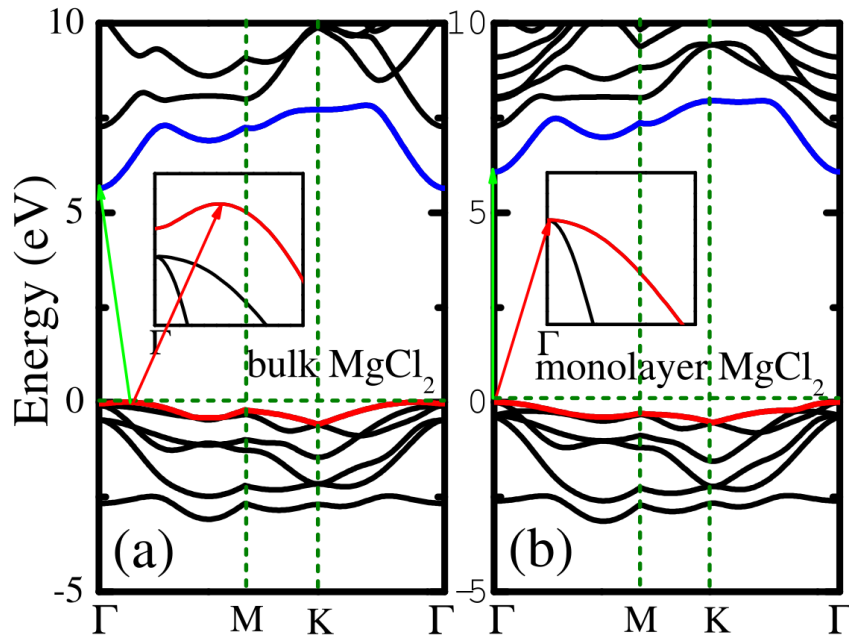 Energy (eV)
10
5
0
-5
Γ
bulk MgCl2
(a)
Γ
M
K
Γ
10
5
0
-5
Γ
monolayer MgCl2
(b)
Γ
M
K
Γ